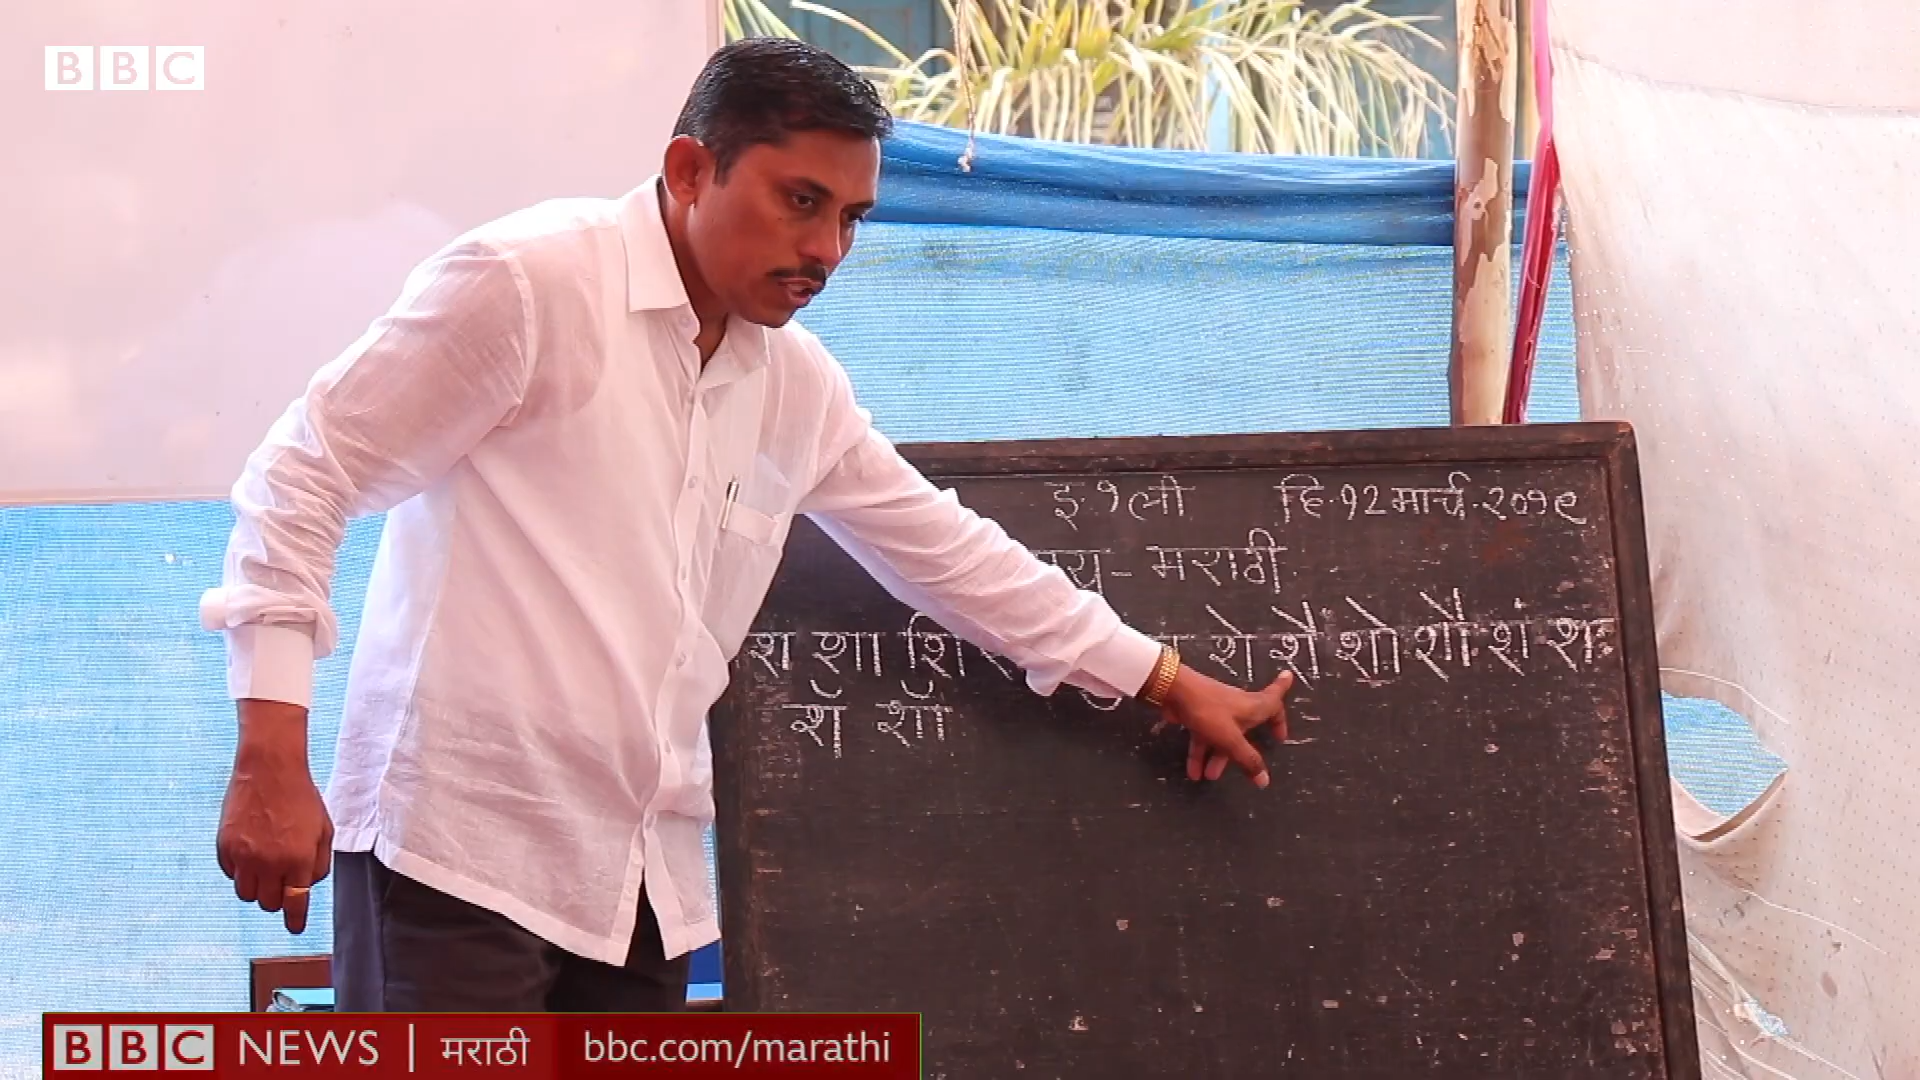 BBC
इ. १ली दि. १२ मार्च. २०१९
मराठी
श शा शि शे शै शो शौ शं शः
शॅ शॉ
BBC NEWS | मराठी bbc.com/marathi